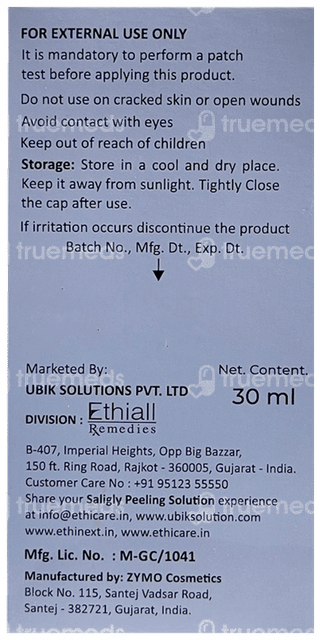 FOR EXTERNAL USE ONLY
It is mandatory to perform a patch
test before applying this product.
Do not use on cracked skin or open wounds
Avoid contact with eyes
Keep out of reach of children
Storage: Store in a cool and dry place.
Keep it away from sunlight. Tightly Close
the cap after use.
If irritation occurs discontinue the product
Batch No., Mfg. Dt., Exp. Dt.
Marketed By:
UBIK SOLUTIONS PVT. LTD
DIVISION : Ethiall
Remedies
Net. Content.
30 ml
B-407, Imperial Heights, Opp Big Bazzar,
150 ft. Ring Road, Rajkot - 360005, Gujarat - India.
Customer Care No : +91 95123 55550
Share your Saligly Peeling Solution experience
at info@ethicare.in, www.ubiksolution.com
www.ethinext.in, www.ethicare.in
Mfg. Lic. No. : M-GC/1041
Manufactured by: ZYMO Cosmetics
Block No. 115, Santej Vadsar Road,
Santej - 382721, Gujarat, India.
truemeds